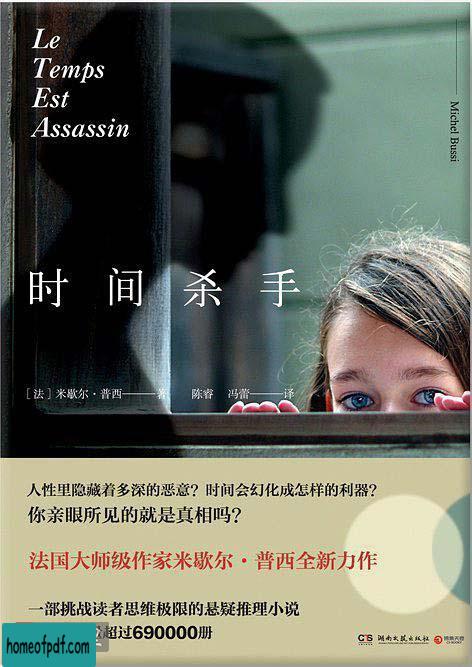 Le
Temps
Est
Assassin
Michel Bussi
时间杀手
[法]米歇尔·普西——著 陈睿 冯蕾——译
人性里隐藏着多深的恶意？时间会幻化成怎样的利器？
你亲眼所见的就是真相吗？
法国大师级作家米歇尔·普西全新力作
一部挑战读者思维极限的悬疑推理小说
超过690000册
湖南文艺出版社
博集天卷
homeofpdf.com